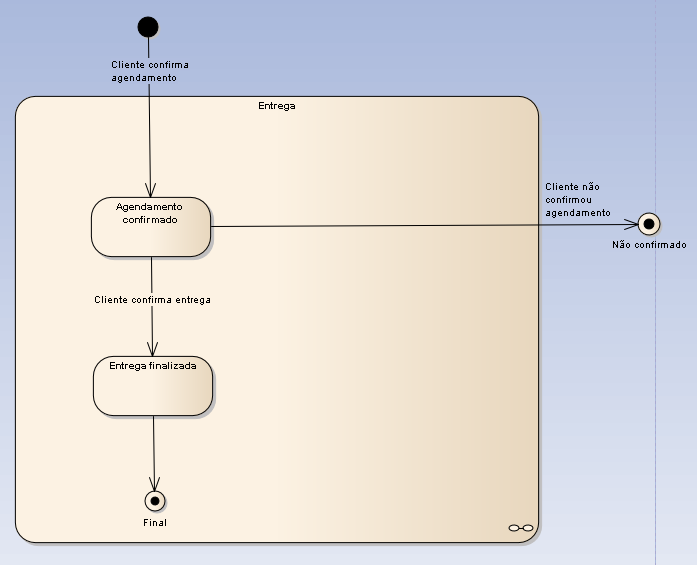 Cliente confirma
agendamento
Entrega
Agendamento
confirmado
Cliente não
confirmou
agendamento
Não confirmado
Cliente confirma entrega
Entrega finalizada
Final